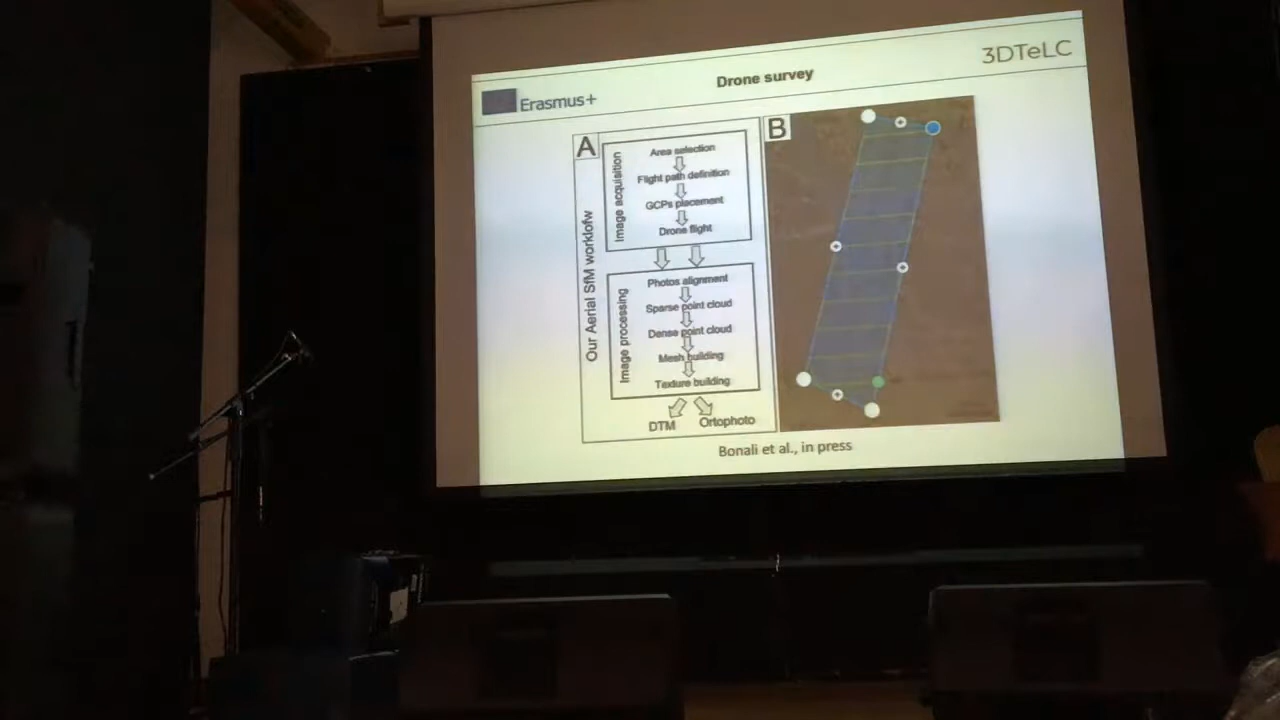 Drone survey
3DTeLC
Erasmus+
A
B
Our Aerial SfM worklofw
Image acquisition
Area selection
Flight path definition
GCPs placement
Drone flight
Image processing
Photos alignment
Sparse point cloud
Dense point cloud
Mesh building
Texture building
DTM
Ortophoto
Bonali et al., in press